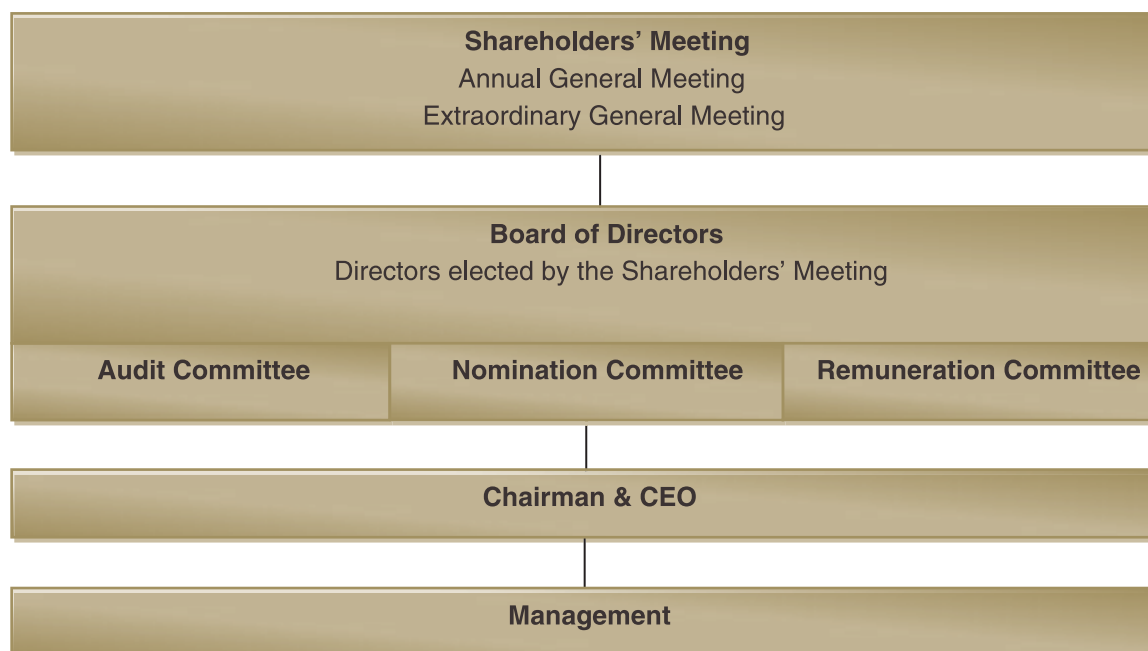 Shareholders’ Meeting
Annual General Meeting
Extraordinary General Meeting
Board of Directors
Directors elected by the Shareholders’ Meeting
Audit Committee
Nomination Committee
Remuneration Committee
Chairman & CEO
Management